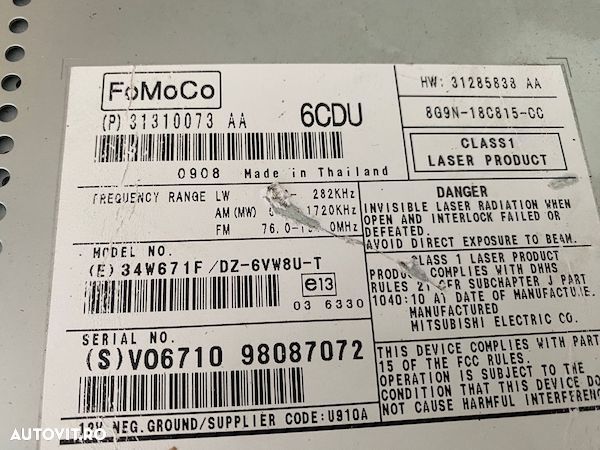 FoMoCo
6CDU
(P) 31310073 AA
0908 Made in Thailand
HW: 31285838 AA
8G9N-18C815-CC
CLASS1
LASER PRODUCT
FREQUENCY RANGE LW 282KHz
AM (MW) 1720KHz
FM 76.0 0MHz
MODEL NO.
(E) 34W671F/DZ-6VW8U-T
e13
03 6330
SERIAL NO.
(S)V06710 98087072
12V NEG. GROUND/SUPPLIER CODE:U910A
DANGER
INVISIBLE LASER RADIATION WHEN
OPEN AND INTERLOCK FAILED OR
DEFEATED.
AVOID DIRECT EXPOSURE TO BEAM.
CLASS 1 LASER PRODUCT
COMPLIES WITH DHHS
RULES 21 CFR SUBCHAPTER J PART
1040:10 AT DATE OF MANUFACTURE.
MANUFACTURED
MITSUBISHI ELECTRIC CO.
THIS DEVICE COMPLIES WITH PART
15 OF THE FCC RULES.
OPERATION IS SUBJECT TO THE
CONDITION THAT THIS DEVICE DO
NOT CAUSE HARMFUL INTERFERENC
AUTOVIT.RO